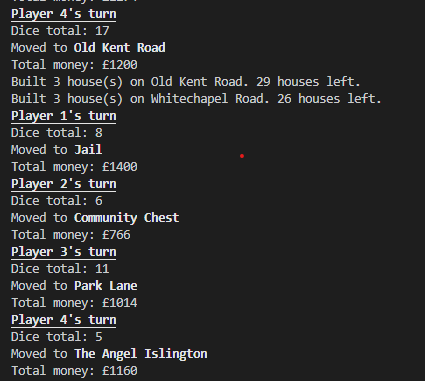 Player 4's turn
Dice total: 17
Moved to Old Kent Road
Total money: £1200
Built 3 house(s) on Old Kent Road. 29 houses left.
Built 3 house(s) on Whitechapel Road. 26 houses left.
Player 1's turn
Dice total: 8
Moved to Jail
Total money: £1400
Player 2's turn
Dice total: 6
Moved to Community Chest
Total money: £766
Player 3's turn
Dice total: 11
Moved to Park Lane
Total money: £1014
Player 4's turn
Dice total: 5
Moved to The Angel Islington
Total money: £1160